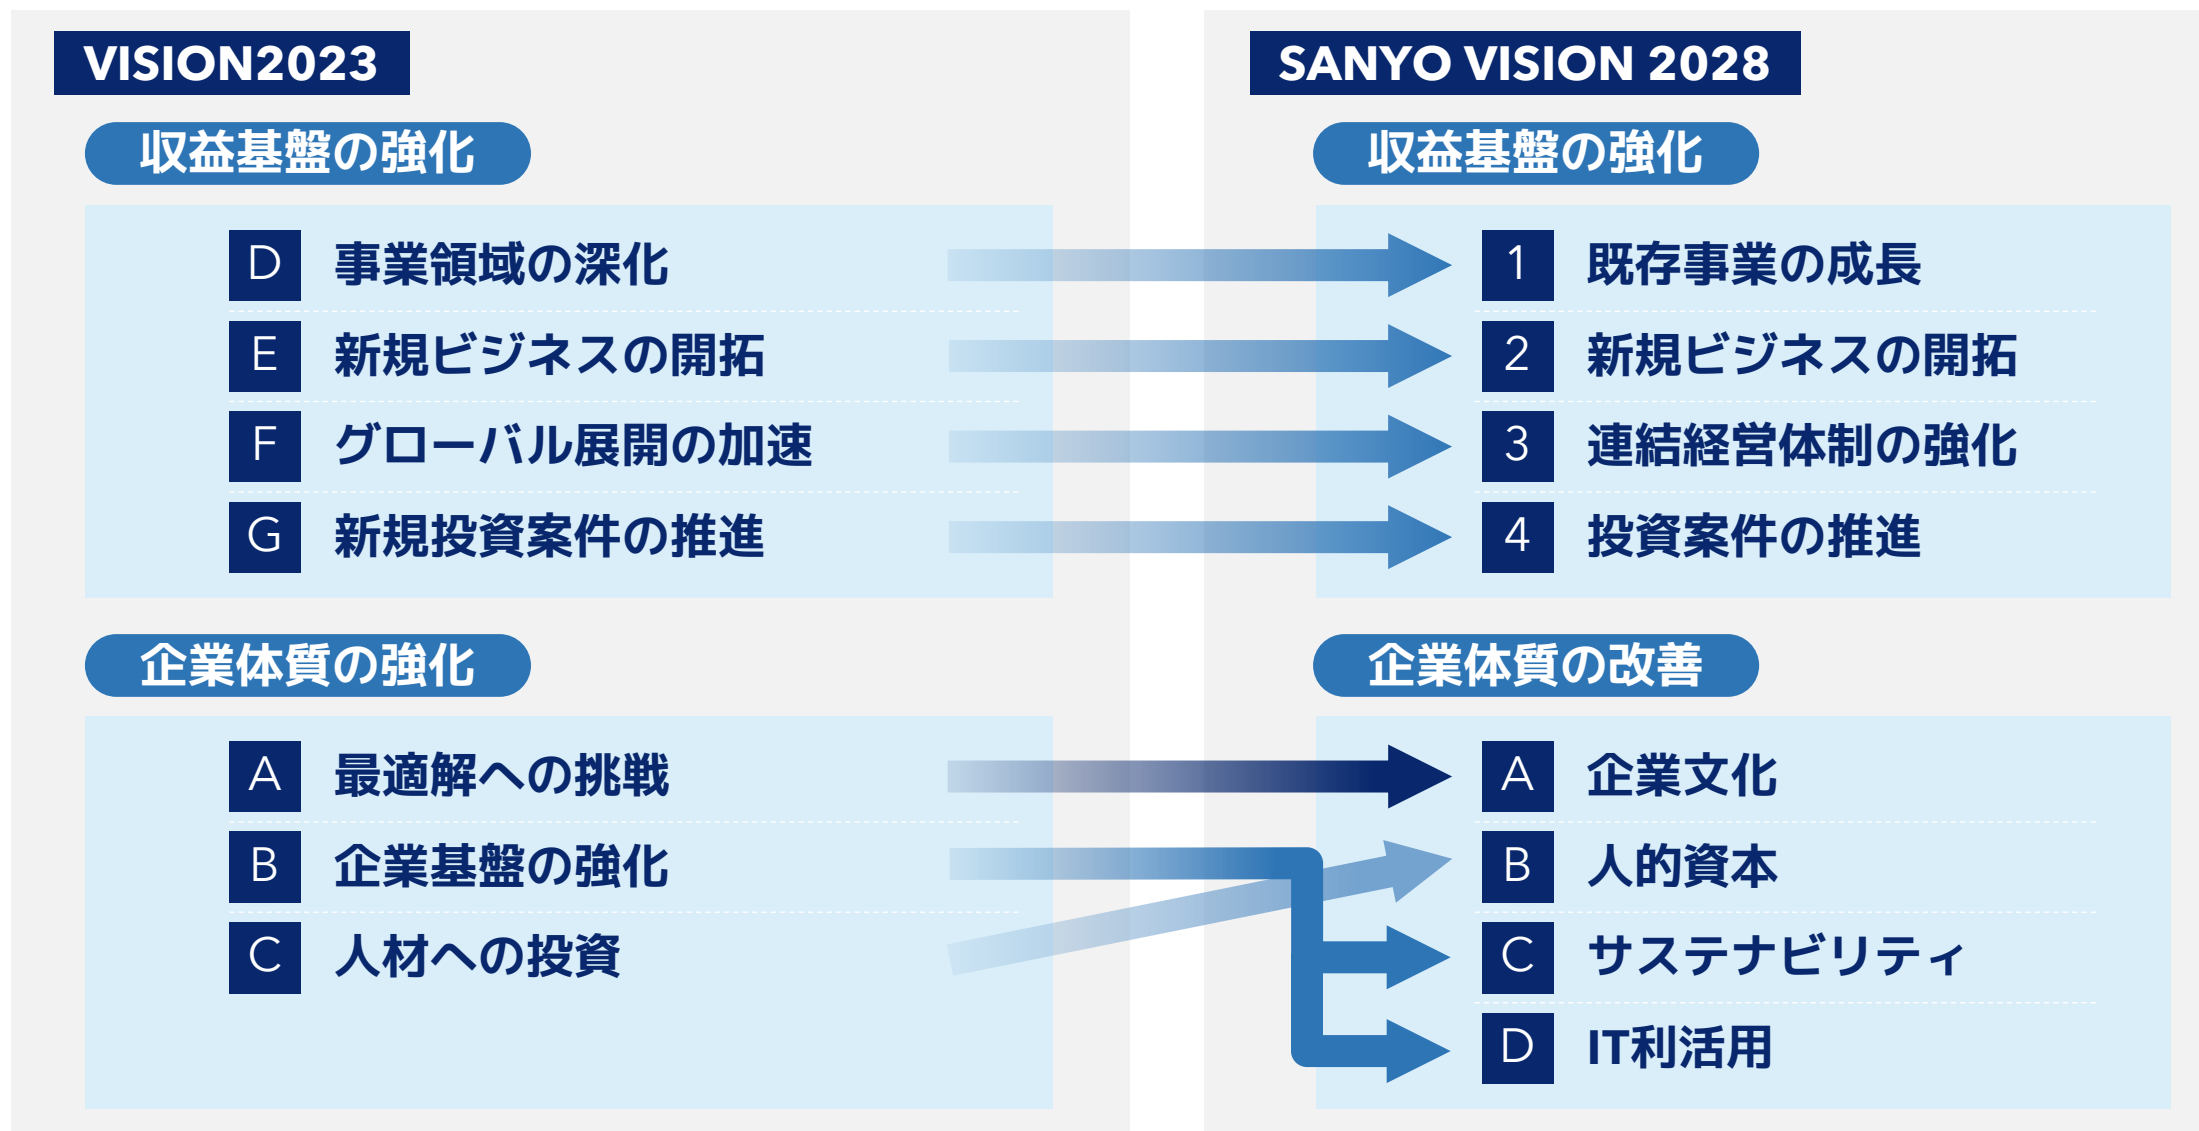 VISION2023
収益基盤の強化
D 事業領域の深化
E 新規ビジネスの開拓
F グローバル展開の加速
G 新規投資案件の推進
企業体質の強化
A 最適解への挑戦
B 企業基盤の強化
C 人材への投資
SANYO VISION 2028
収益基盤の強化
1 既存事業の成長
2 新規ビジネスの開拓
3 連結経営体制の強化
4 投資案件の推進
企業体質の改善
A 企業文化
B 人的資本
C サステナビリティ
D IT利活用